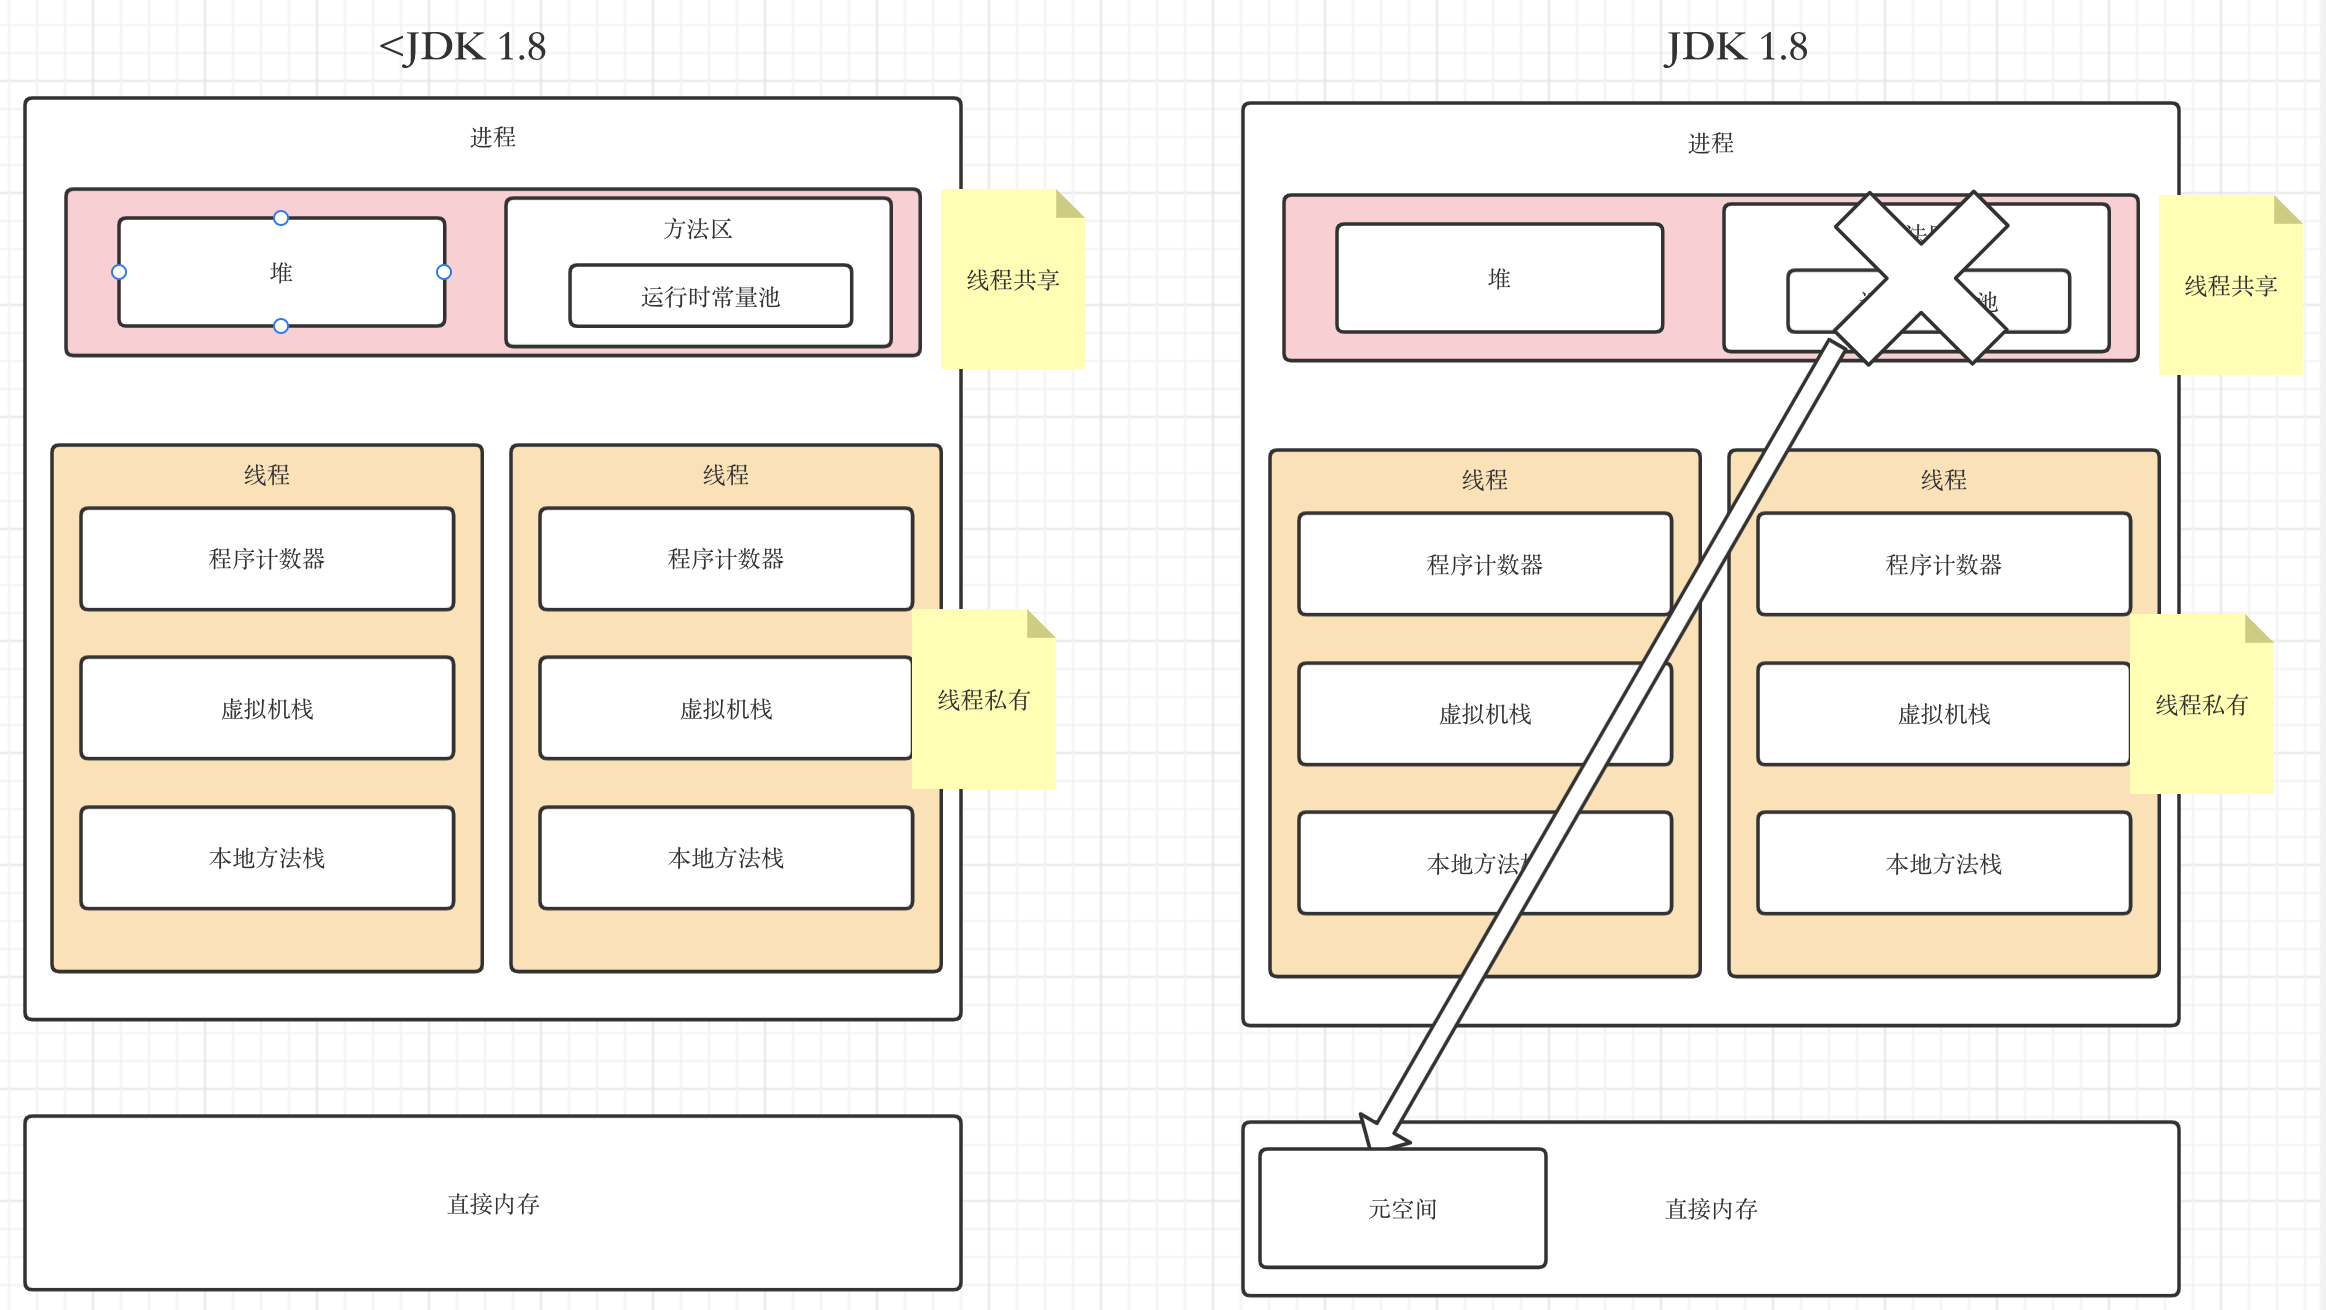 <JDK 1.8
进程
堆
方法区
运行时常量池
线程共享
线程
程序计数器
虚拟机栈
本地方法栈
线程
程序计数器
虚拟机栈
本地方法栈
线程私有
直接内存
JDK 1.8
进程
堆
法
池
线程共享
线程
程序计数器
虚拟机栈
本地方法
线程
程序计数器
虚拟机栈
本地方法栈
线程私有
元空间
直接内存